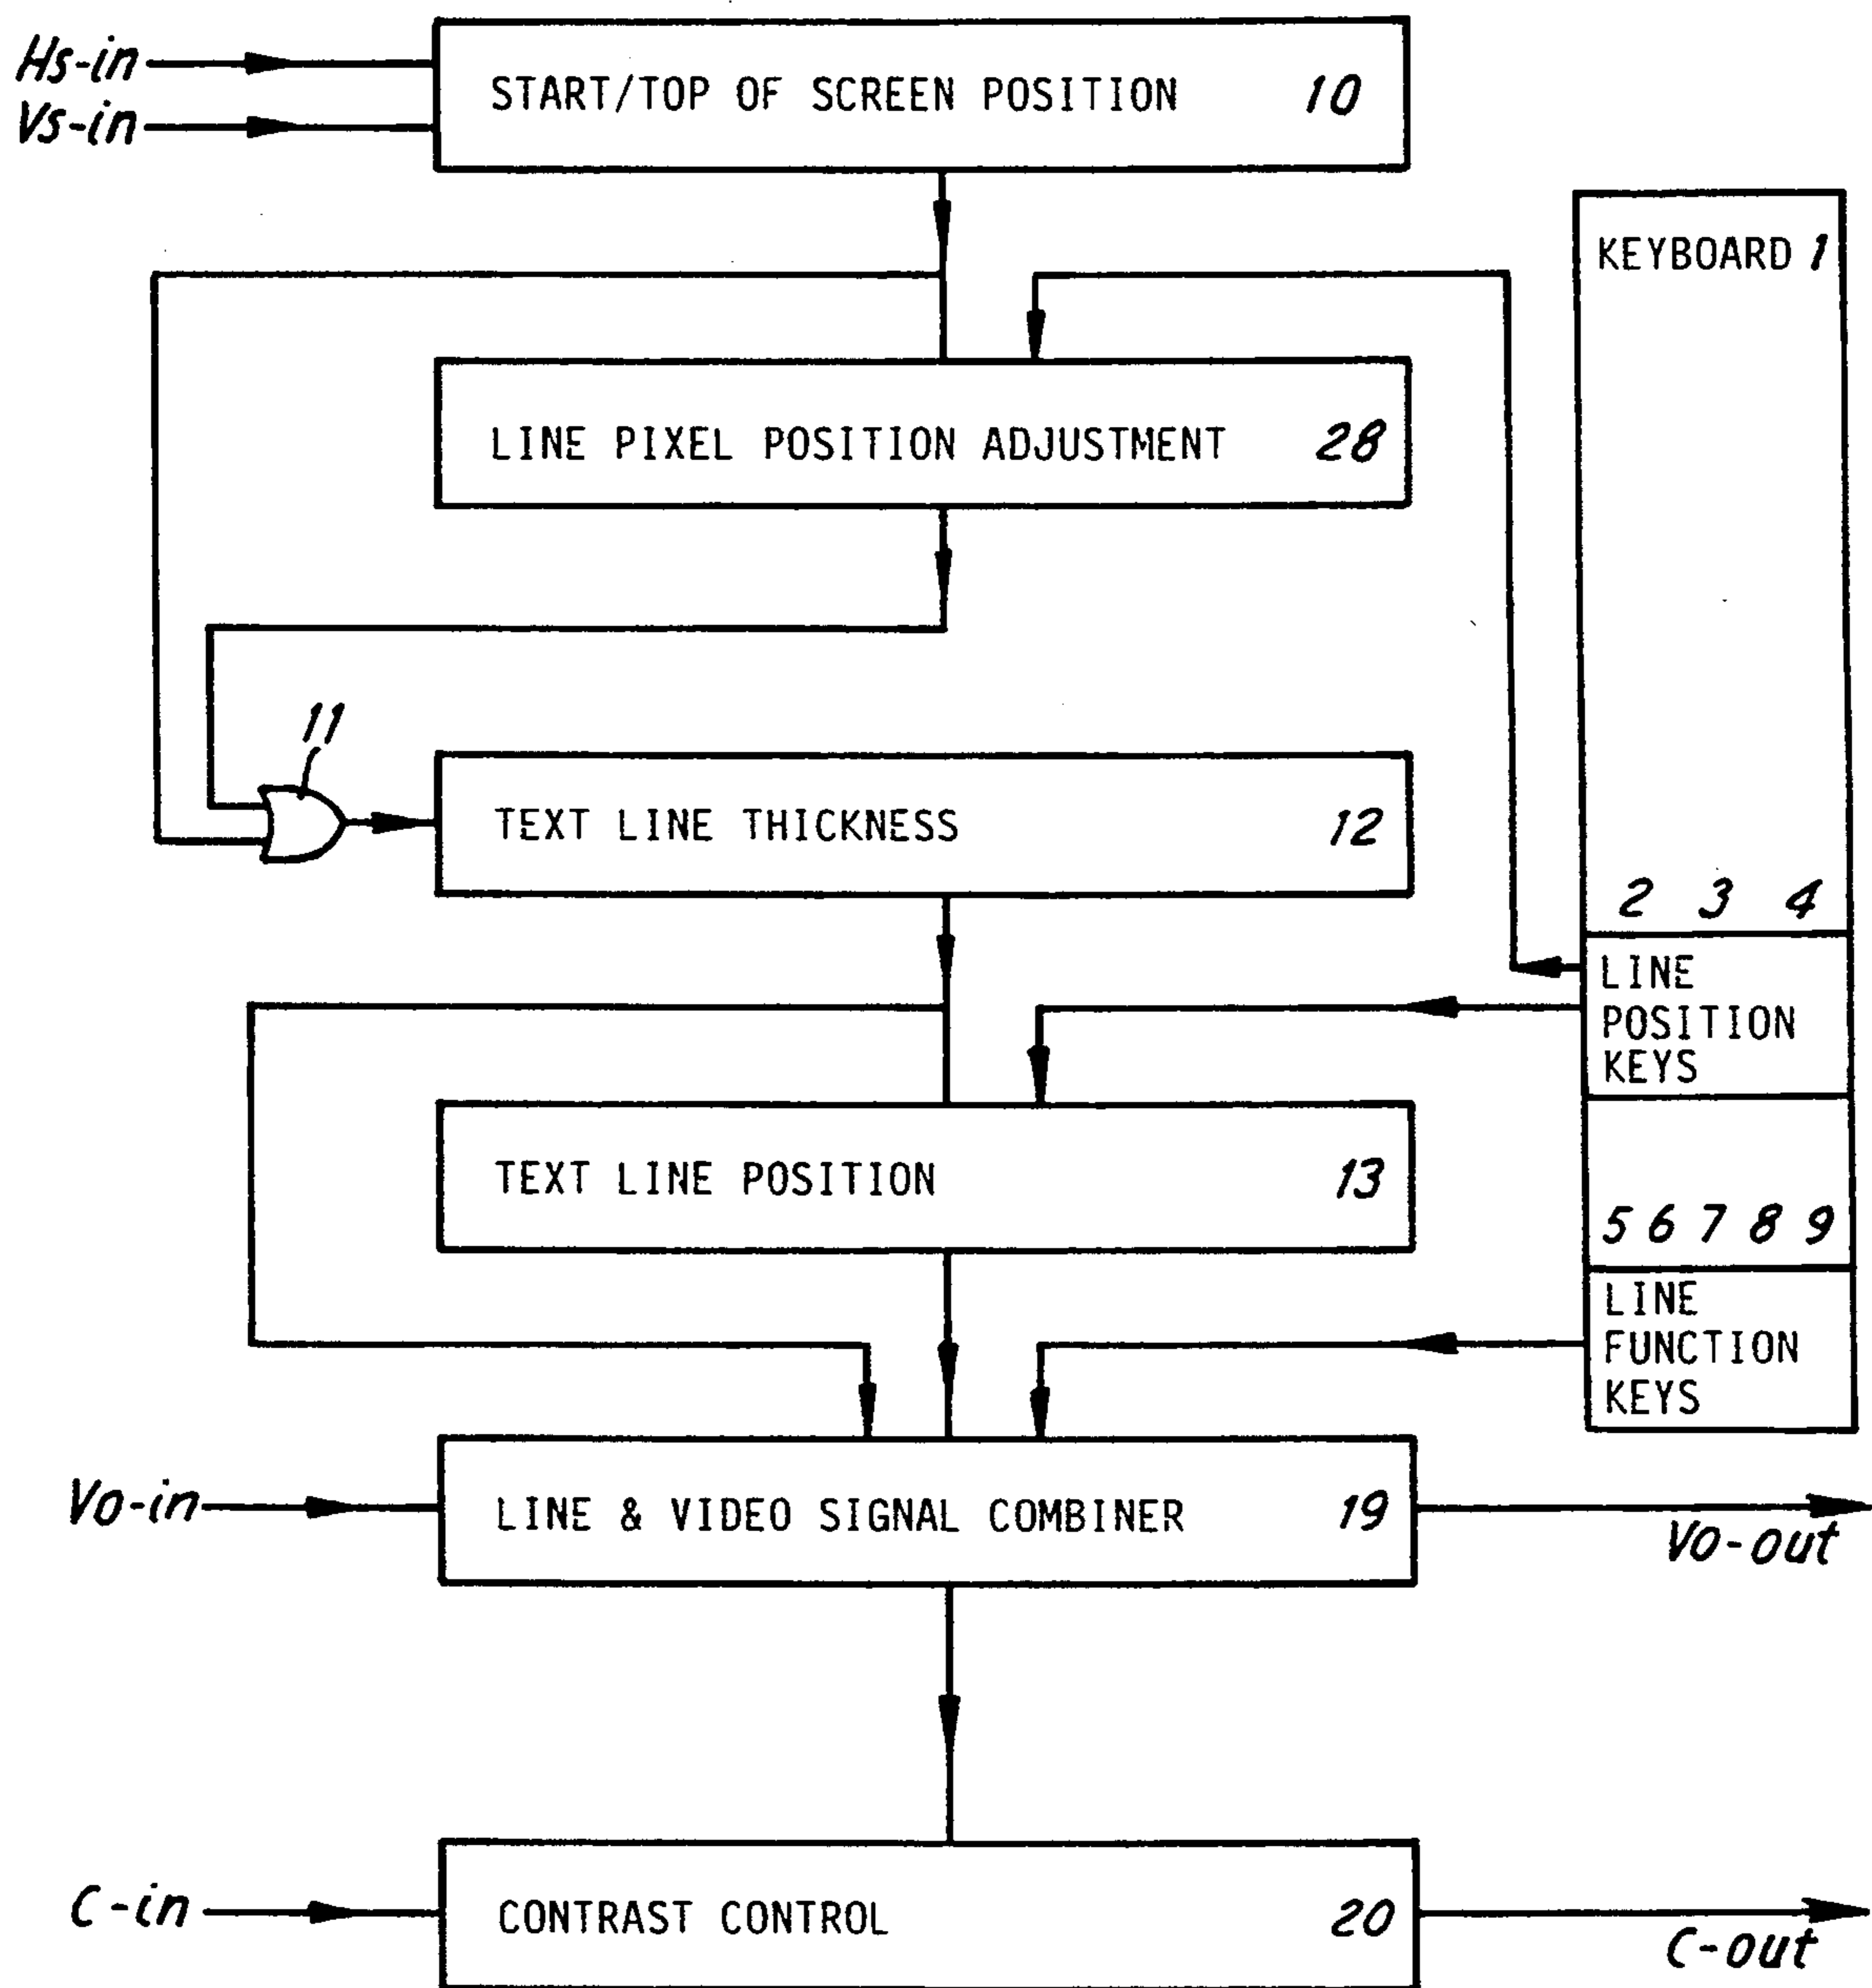 Hs-in
Vs-in
START/TOP OF SCREEN POSITION 10
KEYBOARD 1
LINE PIXEL POSITION ADJUSTMENT 28
11
TEXT LINE THICKNESS 12
2 3 4
LINE
POSITION
KEYS
TEXT LINE POSITION 13
5 6 7 8 9
LINE
FUNCTION
KEYS
Vo-in
LINE & VIDEO SIGNAL COMBINER 19
Vo-out
C-in
CONTRAST CONTROL 20
C-out